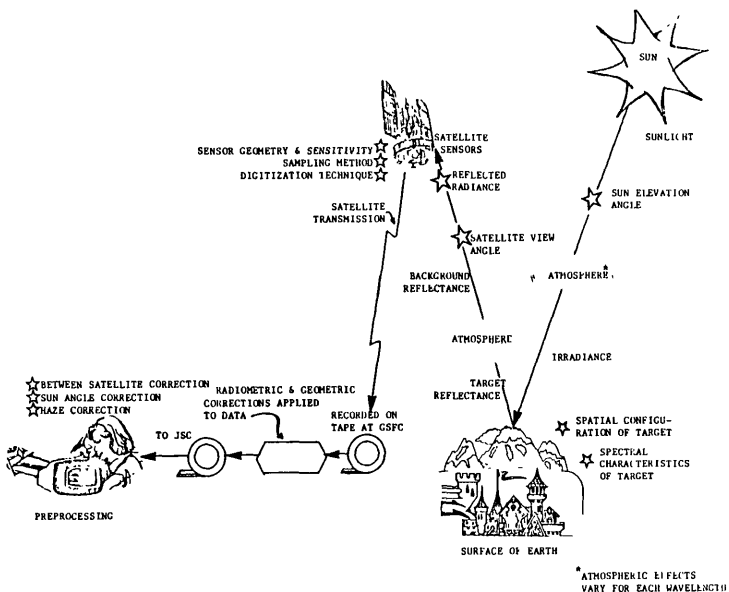 SUN
SUNLIGHT
SATELLITE
SENSORS
SENSOR GEOMETRY & SENSITIVITY
SAMPLING METHOD
DIGITIZATION TECHNIQUE
REFLECTED
RADIANCE
SUN ELEVATION
ANGLE
SATELLITE
TRANSMISSION
SATELLITE VIEW
ANGLE
BACKGROUND
REFLECTANCE
ATMOSPHERE*
ATMOSPHERE
IRRADIANCE
TARGET
REFLECTANCE
BETWEEN SATELLITE CORRECTION
SUN ANGLE CORRECTION
HAZE CORRECTION
RADIOMETRIC & GEOMETRIC
CORRECTIONS APPLIED
TO DATA
RECORDED ON
TAPE AT GSFC
TO JSC
SPATIAL CONFIGU-
RATION OF TARGET
SPECTRAL
CHARACTERISTICS
OF TARGET
PREPROCESSING
SURFACE OF EARTH
*ATMOSPHERIC EFFECTS
VARY FOR EACH WAVELENGTH